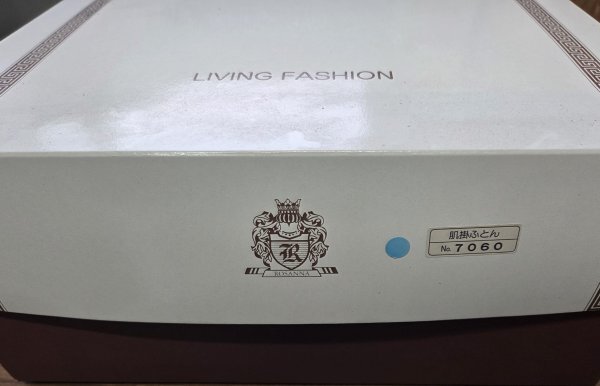 LIVING FASHION
R
ROSANNA
肌掛ふとん
No. 7060